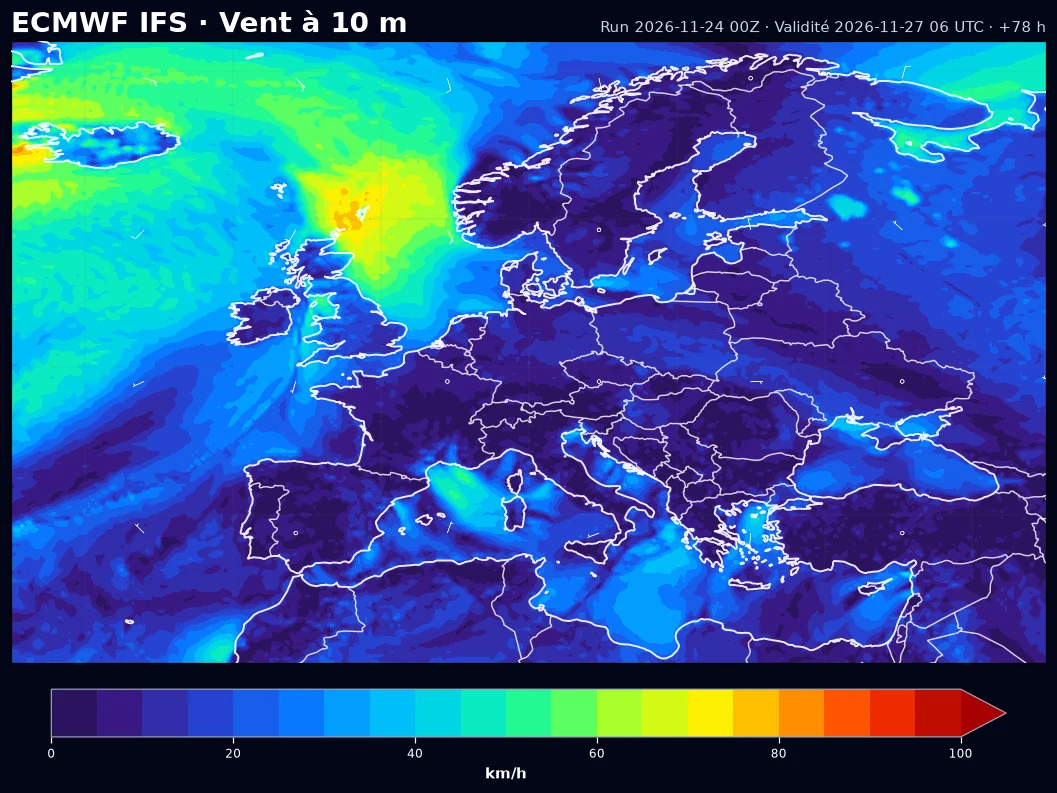 ECMWF IFS · Vent à 10 m
Run 2026-11-24 00Z · Validité 2026-11-27 06 UTC · +78 h
0 20 40 60 80 100
km/h